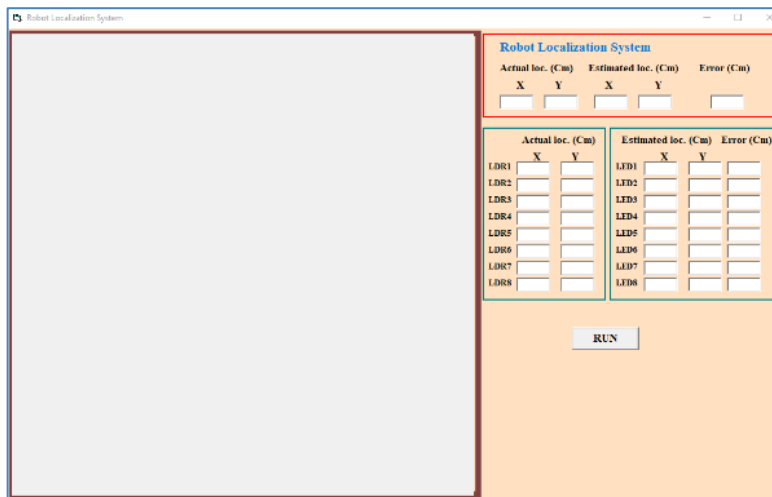 Robot Localization System
Robot Localization System
Actual loc. (Cm) Estimated loc. (Cm) Error (Cm)
X Y X Y
Actual loc. (Cm)
X Y
LDR1
LDR2
LDR3
LDR4
LDR5
LDR6
LDR7
LDR8
Estimated loc. (Cm) Error (Cm)
X Y
LED1
LED2
LED3
LED4
LED5
LED6
LED7
LED8
RUN